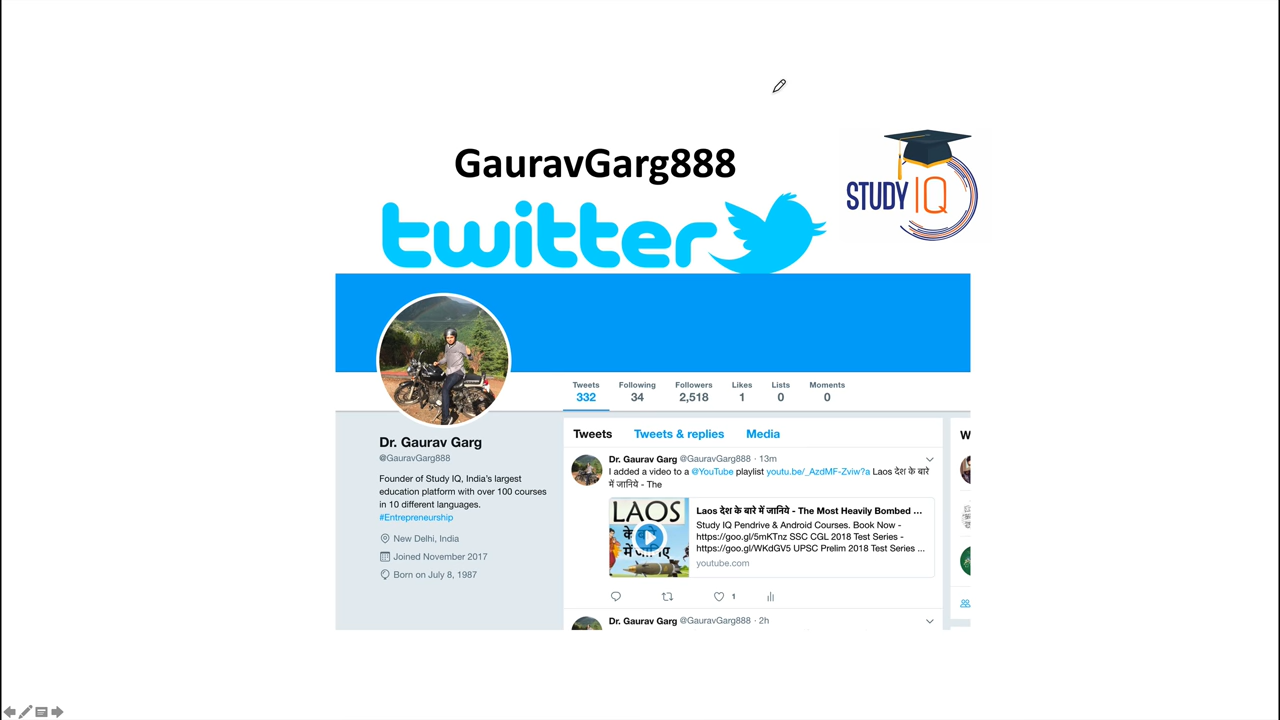 GauravGarg888
twitter
STUDY IQ
Tweets Following Followers Likes Lists Moments
332 34 2,518 1 0 0
Dr. Gaurav Garg
@GauravGarg888
Founder of Study IQ, India's largest
education platform with over 100 courses
in 10 different languages.
#Entrepreneurship
New Delhi, India
Joined November 2017
Born on July 8, 1987
Tweets Tweets & replies Media
W
Dr. Gaurav Garg @GauravGarg888 · 13m
I added a video to a @YouTube playlist youtu.be/_AzdMF-Zviw?a Laos देश के बारे
में जानिये - The
LAOS
के बारे
में जानिए
Laos देश के बारे में जानिये - The Most Heavily Bombed ...
Study IQ Pendrive & Android Courses. Book Now -
https://goo.gl/5mKTnz SSC CGL 2018 Test Series -
https://goo.gl/WKdGV5 UPSC Prelim 2018 Test Series ...
youtube.com
1
Dr. Gaurav Garg @GauravGarg888 · 2h